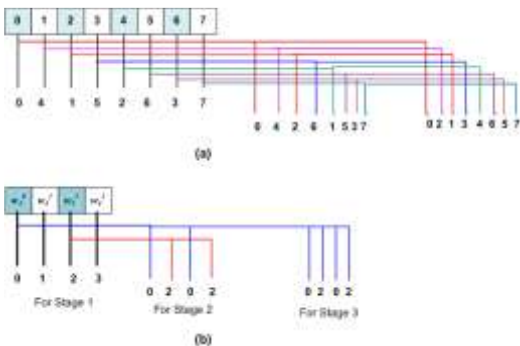 0 1 2 3 4 5 6 7
0 4 1 5 2 6 3 7
0 4 2 6 1 5 3 7
0 2 1 3 4 6 5 7
(a)
0 1 2 3
0 2 0 2
0 2 0 2
For Stage 1
For Stage 2
For Stage 3
(b)